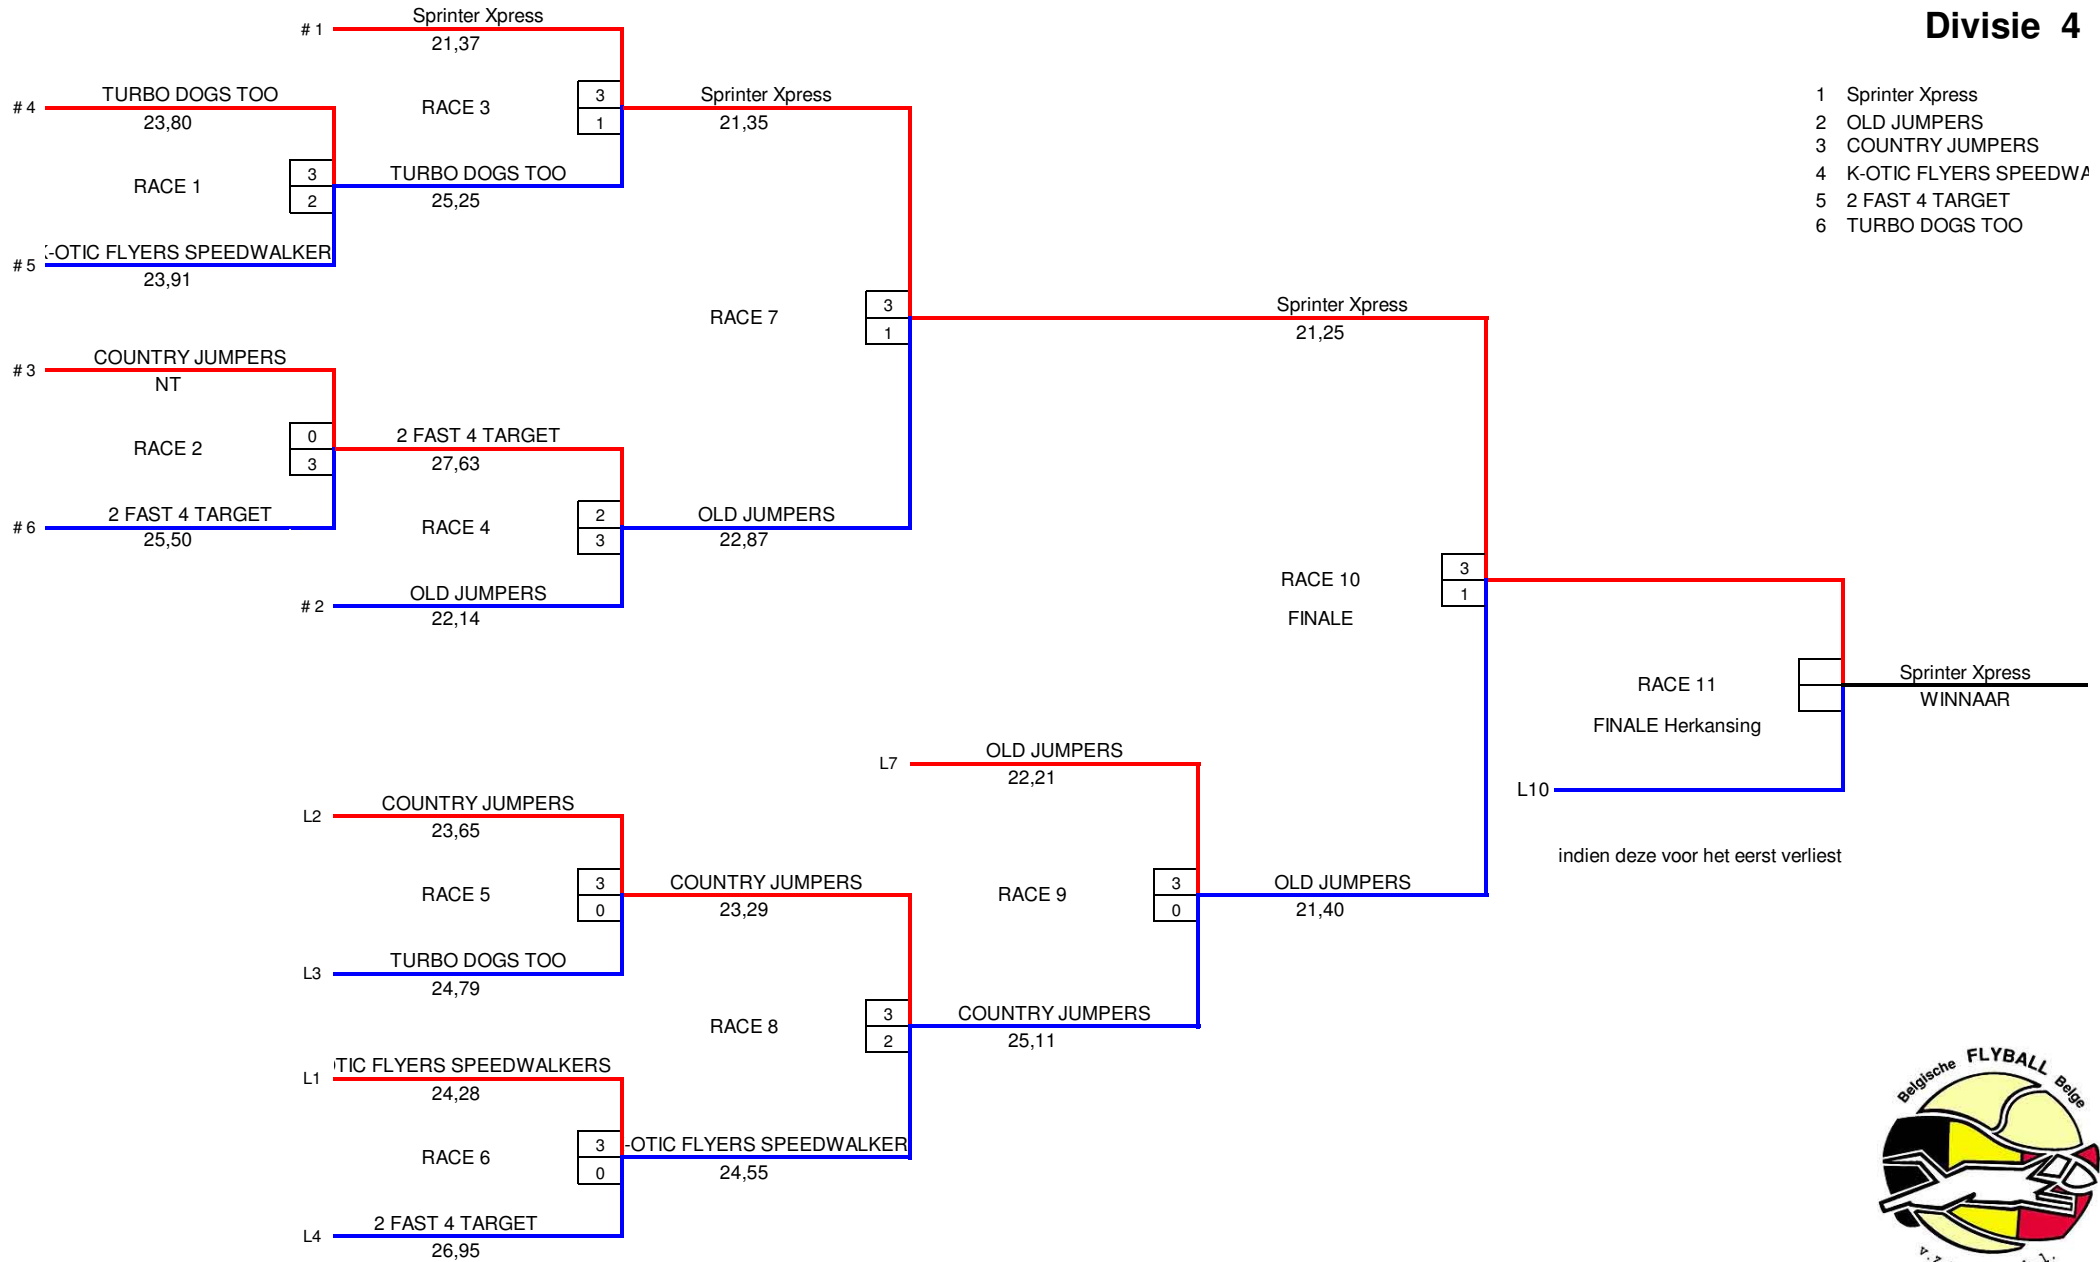 Divisie 4
1 Sprinter Xpress
2 OLD JUMPERS
3 COUNTRY JUMPERS
4 K-OTIC FLYERS SPEEDWA
5 2 FAST 4 TARGET
6 TURBO DOGS TOO
# 1 Sprinter Xpress
21,37
# 4 TURBO DOGS TOO
23,80
RACE 3 3 1
Sprinter Xpress
21,35
RACE 1 3 2
TURBO DOGS TOO
25,25
# 5 K-OTIC FLYERS SPEEDWALKER
23,91
RACE 7 3 1
Sprinter Xpress
21,25
# 3 COUNTRY JUMPERS
NT
RACE 2 0 3
2 FAST 4 TARGET
27,63
# 6 2 FAST 4 TARGET
25,50
RACE 4 2 3
OLD JUMPERS
22,87
# 2 OLD JUMPERS
22,14
RACE 10 3 1
FINALE
RACE 11
FINALE Herkansing
Sprinter Xpress
WINNAAR
L7 OLD JUMPERS
22,21
L10
indien deze voor het eerst verliest
L2 COUNTRY JUMPERS
23,65
RACE 5 3 0
COUNTRY JUMPERS
23,29
RACE 9 3 0
OLD JUMPERS
21,40
L3 TURBO DOGS TOO
24,79
RACE 8 3 2
COUNTRY JUMPERS
25,11
L1 OTIC FLYERS SPEEDWALKERS
24,28
RACE 6 3 0
-OTIC FLYERS SPEEDWALKER
24,55
L4 2 FAST 4 TARGET
26,95
Belgische FLYBALL Belge